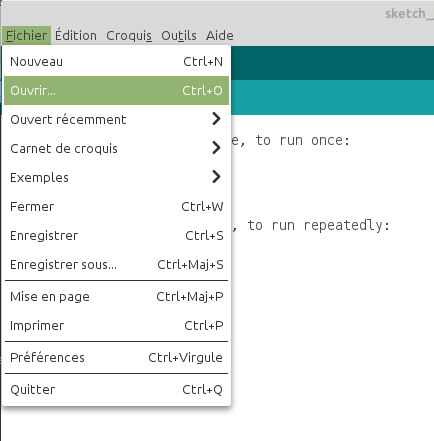 sketch_
Fichier Édition Croquis Outils Aide
Nouveau Ctrl+N
Ouvrir... Ctrl+O
Ouvert récemment
e, to run once:
Carnet de croquis
Exemples
Fermer Ctrl+W
, to run repeatedly:
Enregistrer Ctrl+S
Enregistrer sous... Ctrl+Maj+S
Mise en page Ctrl+Maj+P
Imprimer Ctrl+P
Préférences Ctrl+Virgule
Quitter Ctrl+Q